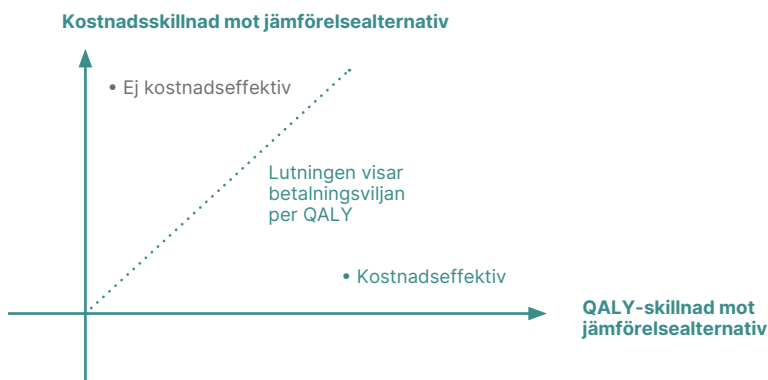 Kostnadsskillnad mot jämförelsealternativ
• Ej kostnadseffektiv
Lutningen visar
betalningsviljan
per QALY
• Kostnadseffektiv
QALY-skillnad mot
jämförelsealternativ